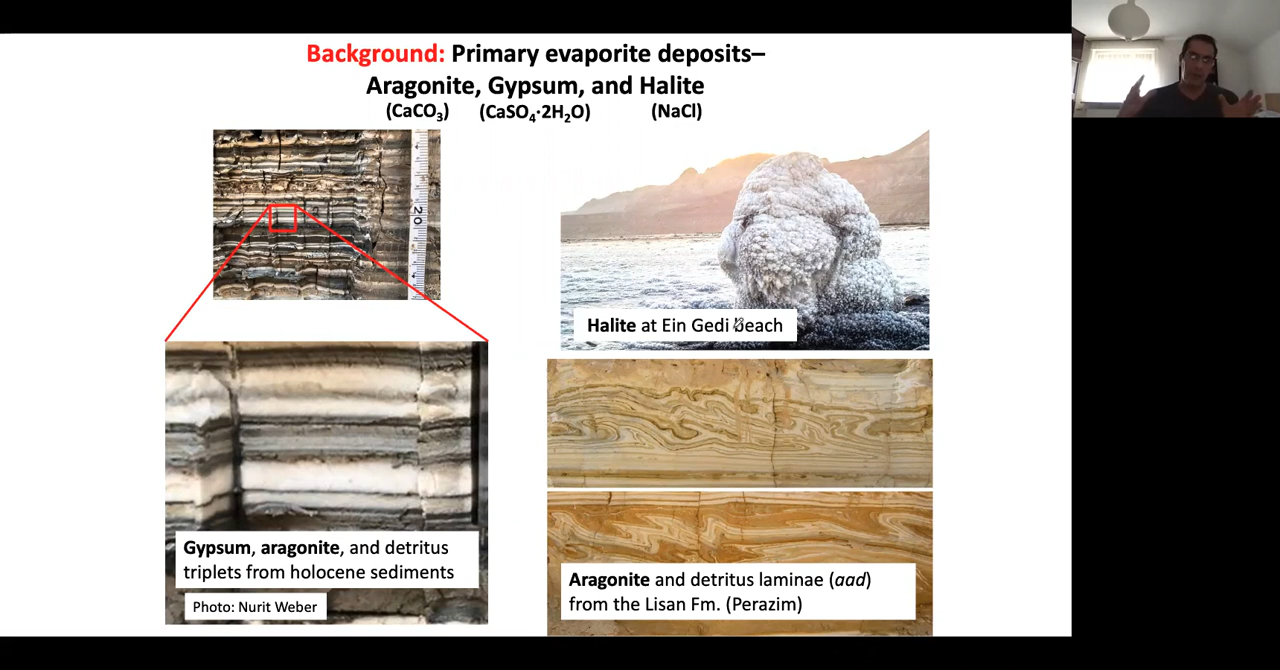 Background: Primary evaporite deposits–
Aragonite, Gypsum, and Halite
(CaCO₃) (CaSO₄·2H₂O) (NaCl)
20
Halite at Ein Gedi Beach
Gypsum, aragonite, and detritus
triplets from holocene sediments
Photo: Nurit Weber
Aragonite and detritus laminae (aad)
from the Lisan Fm. (Perazim)